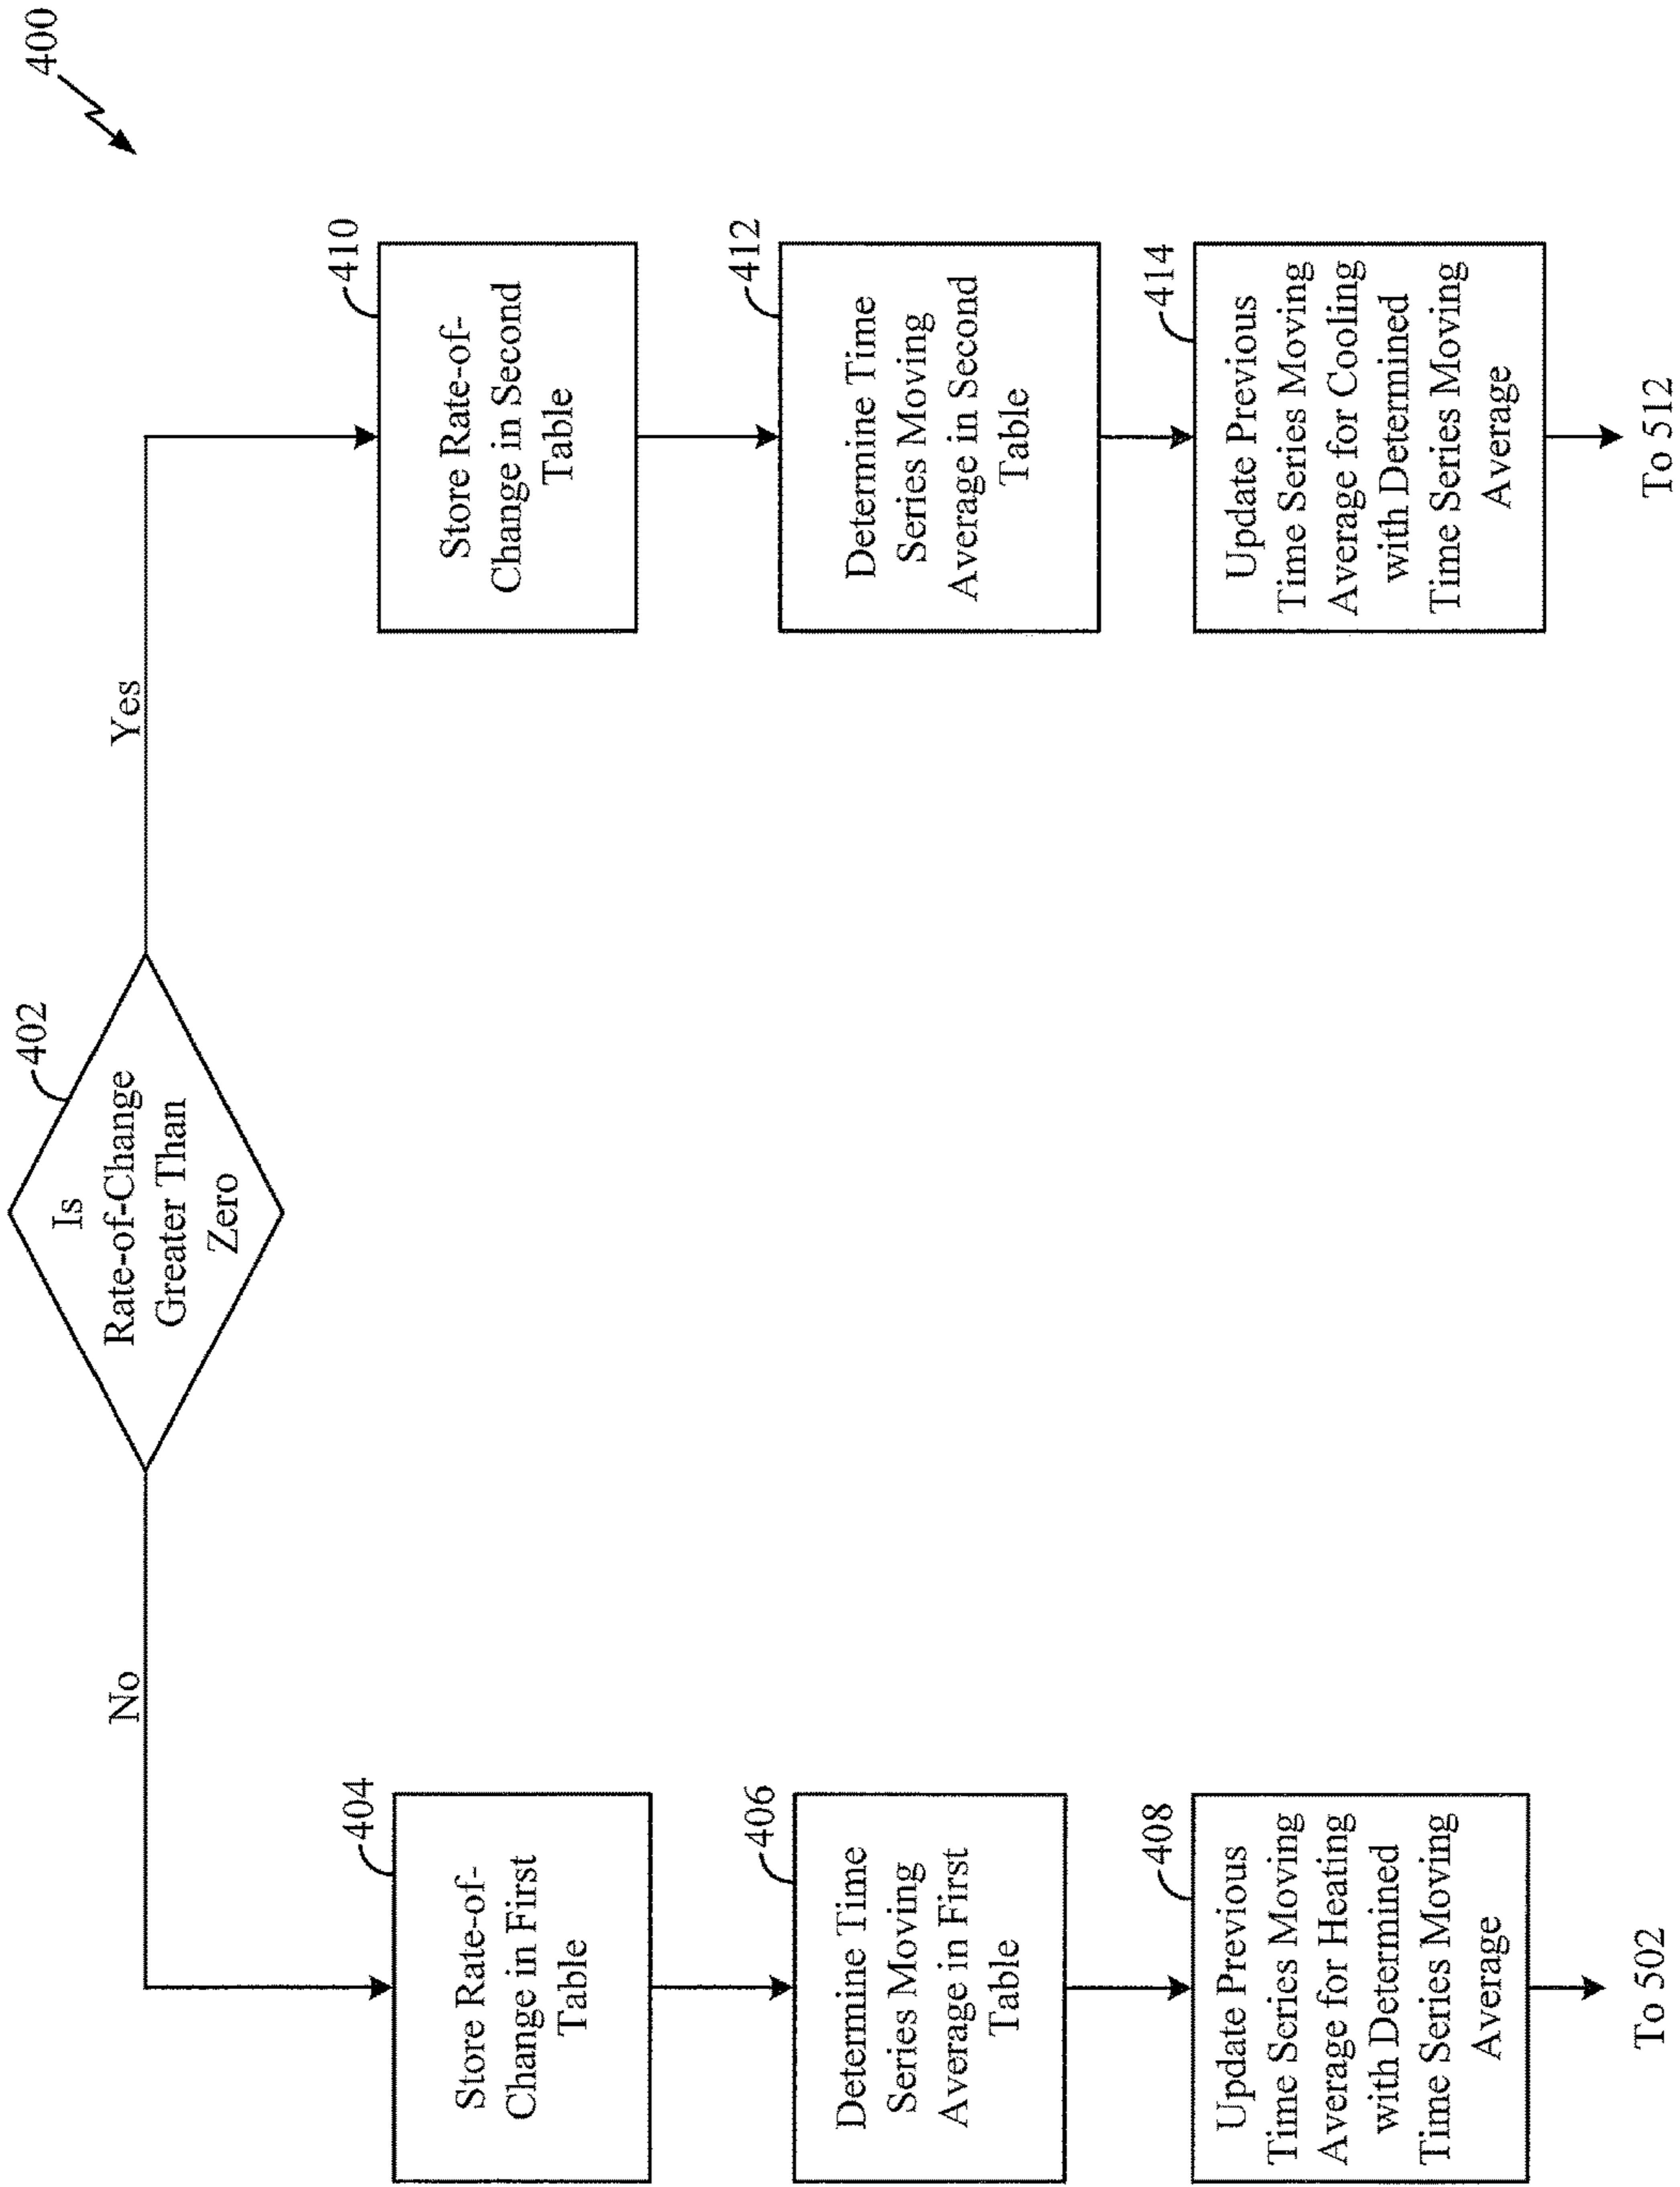 400
402
Is
Rate-of-Change
Greater Than
Zero
No
Yes
404
Store Rate-of-
Change in First
Table
406
Determine Time
Series Moving
Average in First
Table
408
Update Previous
Time Series Moving
Average for Heating
with Determined
Time Series Moving
Average
To 502
410
Store Rate-of-
Change in Second
Table
412
Determine Time
Series Moving
Average in Second
Table
414
Update Previous
Time Series Moving
Average for Cooling
with Determined
Time Series Moving
Average
To 512